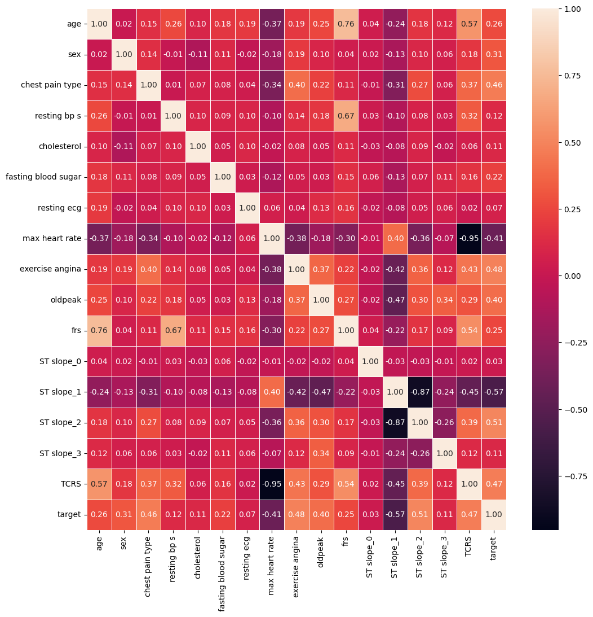 age 1.00 0.02 0.15 0.26 0.10 0.18 0.19 -0.37 0.19 0.25 0.76 0.04 -0.24 0.18 0.12 0.57 0.26
sex 0.02 1.00 0.14 -0.01 -0.11 0.11 -0.02 -0.18 0.19 0.10 0.04 0.02 -0.13 0.10 0.06 0.18 0.31
chest pain type 0.15 0.14 1.00 0.01 0.07 0.08 0.04 -0.34 0.40 0.22 0.11 -0.01 -0.31 0.27 0.06 0.37 0.46
resting bp s 0.26 -0.01 0.01 1.00 0.10 0.09 0.10 -0.10 0.14 0.18 0.67 0.03 -0.10 0.08 0.03 0.32 0.12
cholesterol 0.10 -0.11 0.07 0.10 1.00 0.05 0.10 -0.02 0.08 0.05 0.11 -0.03 -0.08 0.09 -0.02 0.06 0.11
fasting blood sugar 0.18 0.11 0.08 0.09 0.05 1.00 0.03 -0.12 0.05 0.03 0.15 0.06 -0.13 0.07 0.11 0.16 0.22
resting ecg 0.19 -0.02 0.04 0.10 0.10 0.03 1.00 0.06 0.04 0.13 0.16 -0.02 -0.08 0.05 0.06 0.02 0.07
max heart rate -0.37 -0.18 -0.34 -0.10 -0.02 -0.12 0.06 1.00 -0.38 -0.18 -0.30 -0.01 0.40 -0.36 -0.07 -0.95 -0.41
exercise angina 0.19 0.19 0.40 0.14 0.08 0.05 0.04 -0.38 1.00 0.37 0.22 -0.02 -0.42 0.36 0.12 0.43 0.48
oldpeak 0.25 0.10 0.22 0.18 0.05 0.03 0.13 -0.18 0.37 1.00 0.27 -0.02 -0.47 0.30 0.34 0.29 0.40
frs 0.76 0.04 0.11 0.67 0.11 0.15 0.16 -0.30 0.22 0.27 1.00 0.04 -0.22 0.17 0.09 0.54 0.25
ST slope_0 0.04 0.02 -0.01 0.03 -0.03 0.06 -0.02 -0.01 -0.02 -0.02 0.04 1.00 -0.03 -0.03 -0.01 0.02 0.03
ST slope_1 -0.24 -0.13 -0.31 -0.10 -0.08 -0.13 -0.08 0.40 -0.42 -0.47 -0.22 -0.03 1.00 -0.87 -0.24 -0.45 -0.57
ST slope_2 0.18 0.10 0.27 0.08 0.09 0.07 0.05 -0.36 0.36 0.30 0.17 -0.03 -0.87 1.00 -0.26 0.39 0.51
ST slope_3 0.12 0.06 0.06 0.03 -0.02 0.11 0.06 -0.07 0.12 0.34 0.09 -0.01 -0.24 -0.26 1.00 0.12 0.11
TCRS 0.57 0.18 0.37 0.32 0.06 0.16 0.02 -0.95 0.43 0.29 0.54 0.02 -0.45 0.39 0.12 1.00 0.47
target 0.26 0.31 0.46 0.12 0.11 0.22 0.07 -0.41 0.48 0.40 0.25 0.03 -0.57 0.51 0.11 0.47 1.00
age sex chest pain type resting bp s cholesterol fasting blood sugar resting ecg max heart rate exercise angina oldpeak frs ST slope_0 ST slope_1 ST slope_2 ST slope_3 TCRS target
1.00
0.75
0.50
0.25
0.00
−0.25
−0.50
−0.75